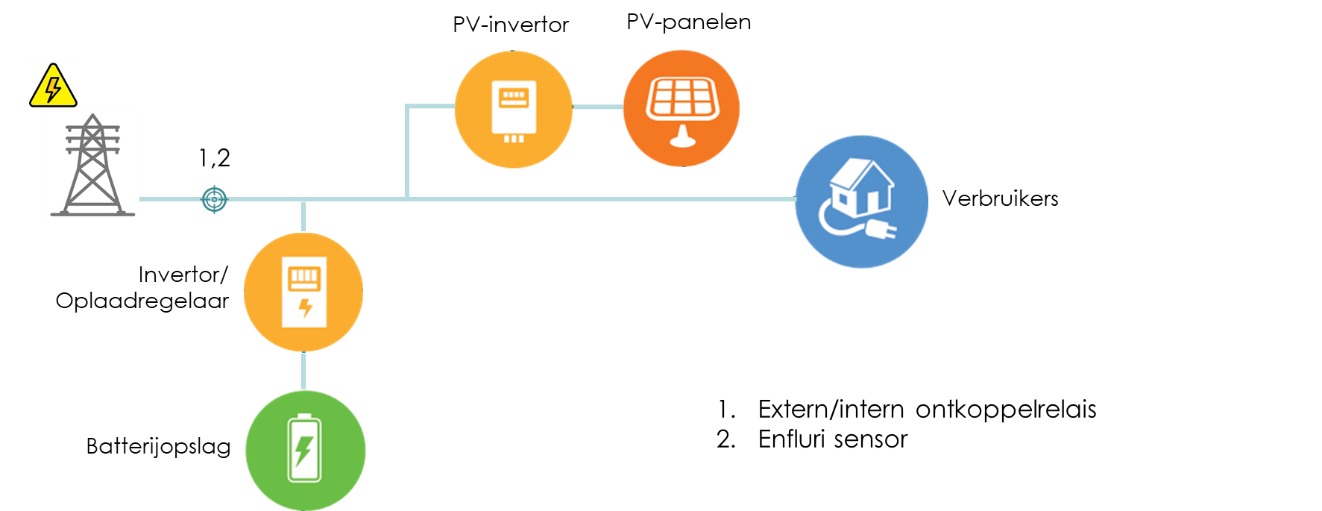 PV-invertor
PV-panelen
1,2
Verbruikers
Invertor/
Oplaadregelaar
Batterijopslag
1. Extern/intern ontkoppelrelais
2. Enfluri sensor